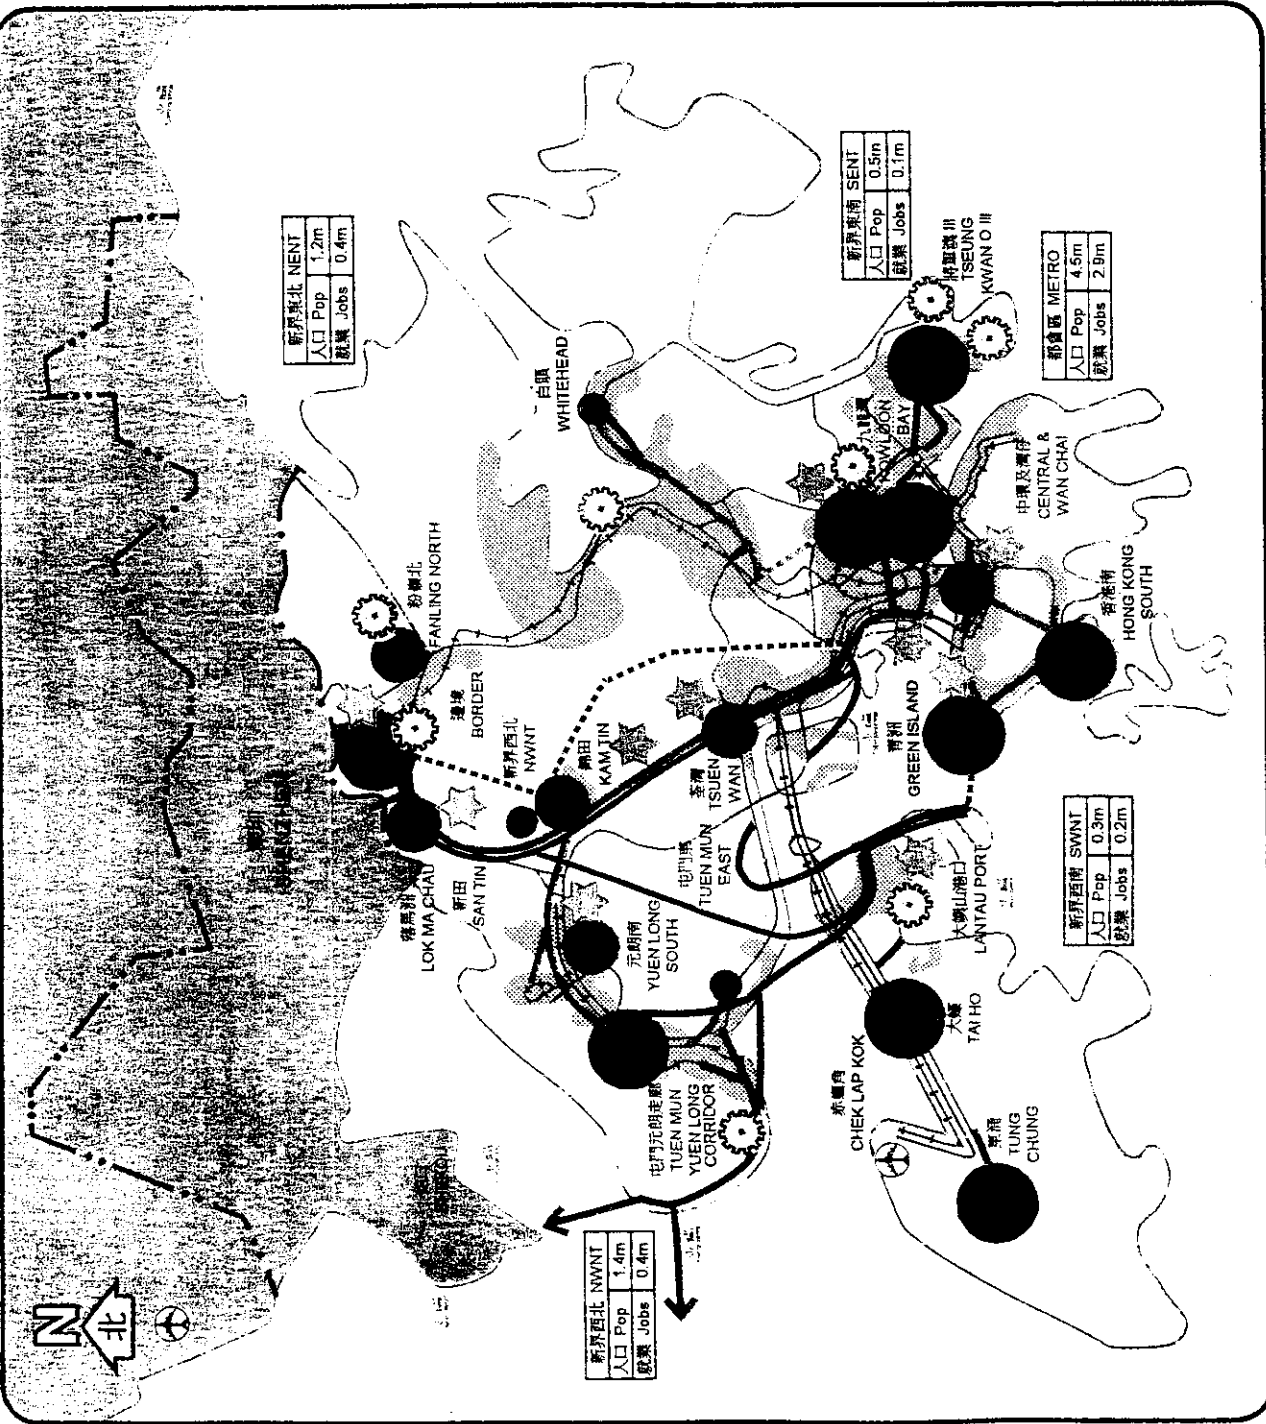 N
北
新界東北 NENT
人口 Pop 1.2m
就業 Jobs 0.4m
新界東南 SENT
人口 Pop 0.5m
就業 Jobs 0.1m
都會區 METRO
人口 Pop 4.5m
就業 Jobs 2.9m
新界西南 SWNT
人口 Pop 0.3m
就業 Jobs 0.2m
新界西北 NWNT
人口 Pop 1.4m
就業 Jobs 0.4m
粉嶺北
FANLING NORTH
邊境
BORDER
落馬洲
LOK MA CHAU
新田
SAN TIN
新界西北
NWNT
錦田
KAM TIN
白頭
WHITEHEAD
元朗南
YUEN LONG
SOUTH
屯門元朗走廊
TUEN MUN
YUEN LONG
CORRIDOR
屯門東
TUEN MUN
EAST
荃灣
TSUEN
WAN
九龍灣
KOWLOON
BAY
將軍澳 III
TSEUNG
KWAN O III
中環及灣仔
CENTRAL &
WAN CHAI
青洲
GREEN ISLAND
香港南
HONG KONG
SOUTH
大嶼山港口
LANTAU PORT
赤鱲角
CHEK LAP KOK
大蠔
TAI HO
東涌
TUNG
CHUNG